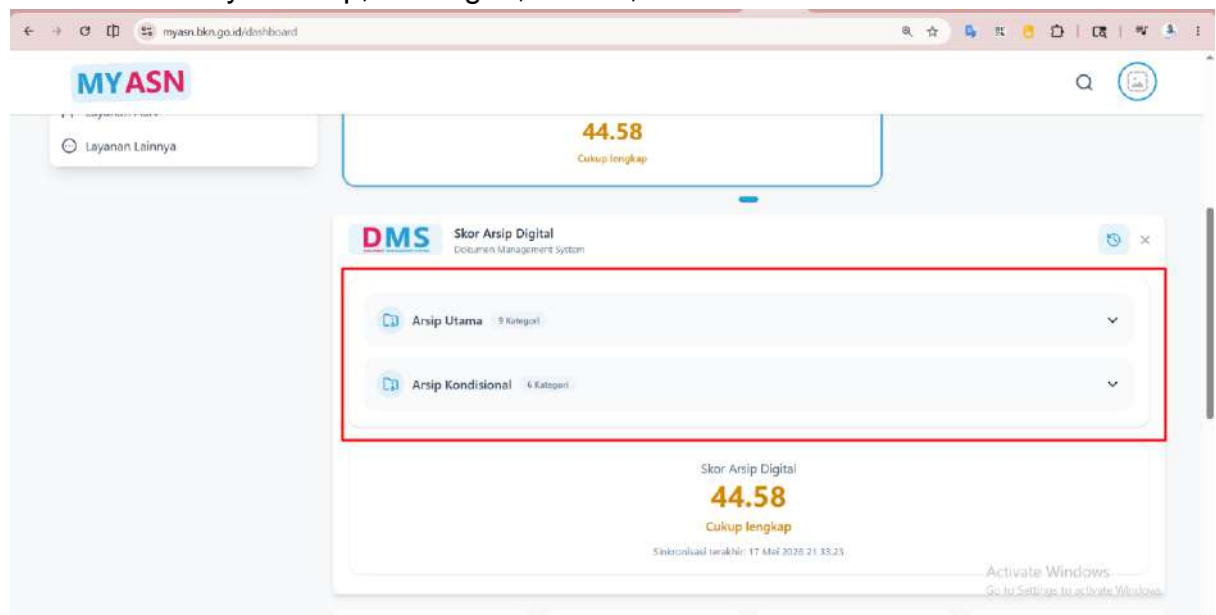 myasn.bkn.go.id/dashboard
MYASN
Layanan Lainnya
44.58
Cukup lengkap
DMS
Skor Arsip Digital
Dokumen Management System
Arsip Utama 9 Kategori
Arsip Kondisional 6 Kategori
Skor Arsip Digital
44.58
Cukup lengkap
Sinkronisasi terakhir: 17 Mei 2026 21.33.23
Activate Windows
Go to Settings to activate Windows.